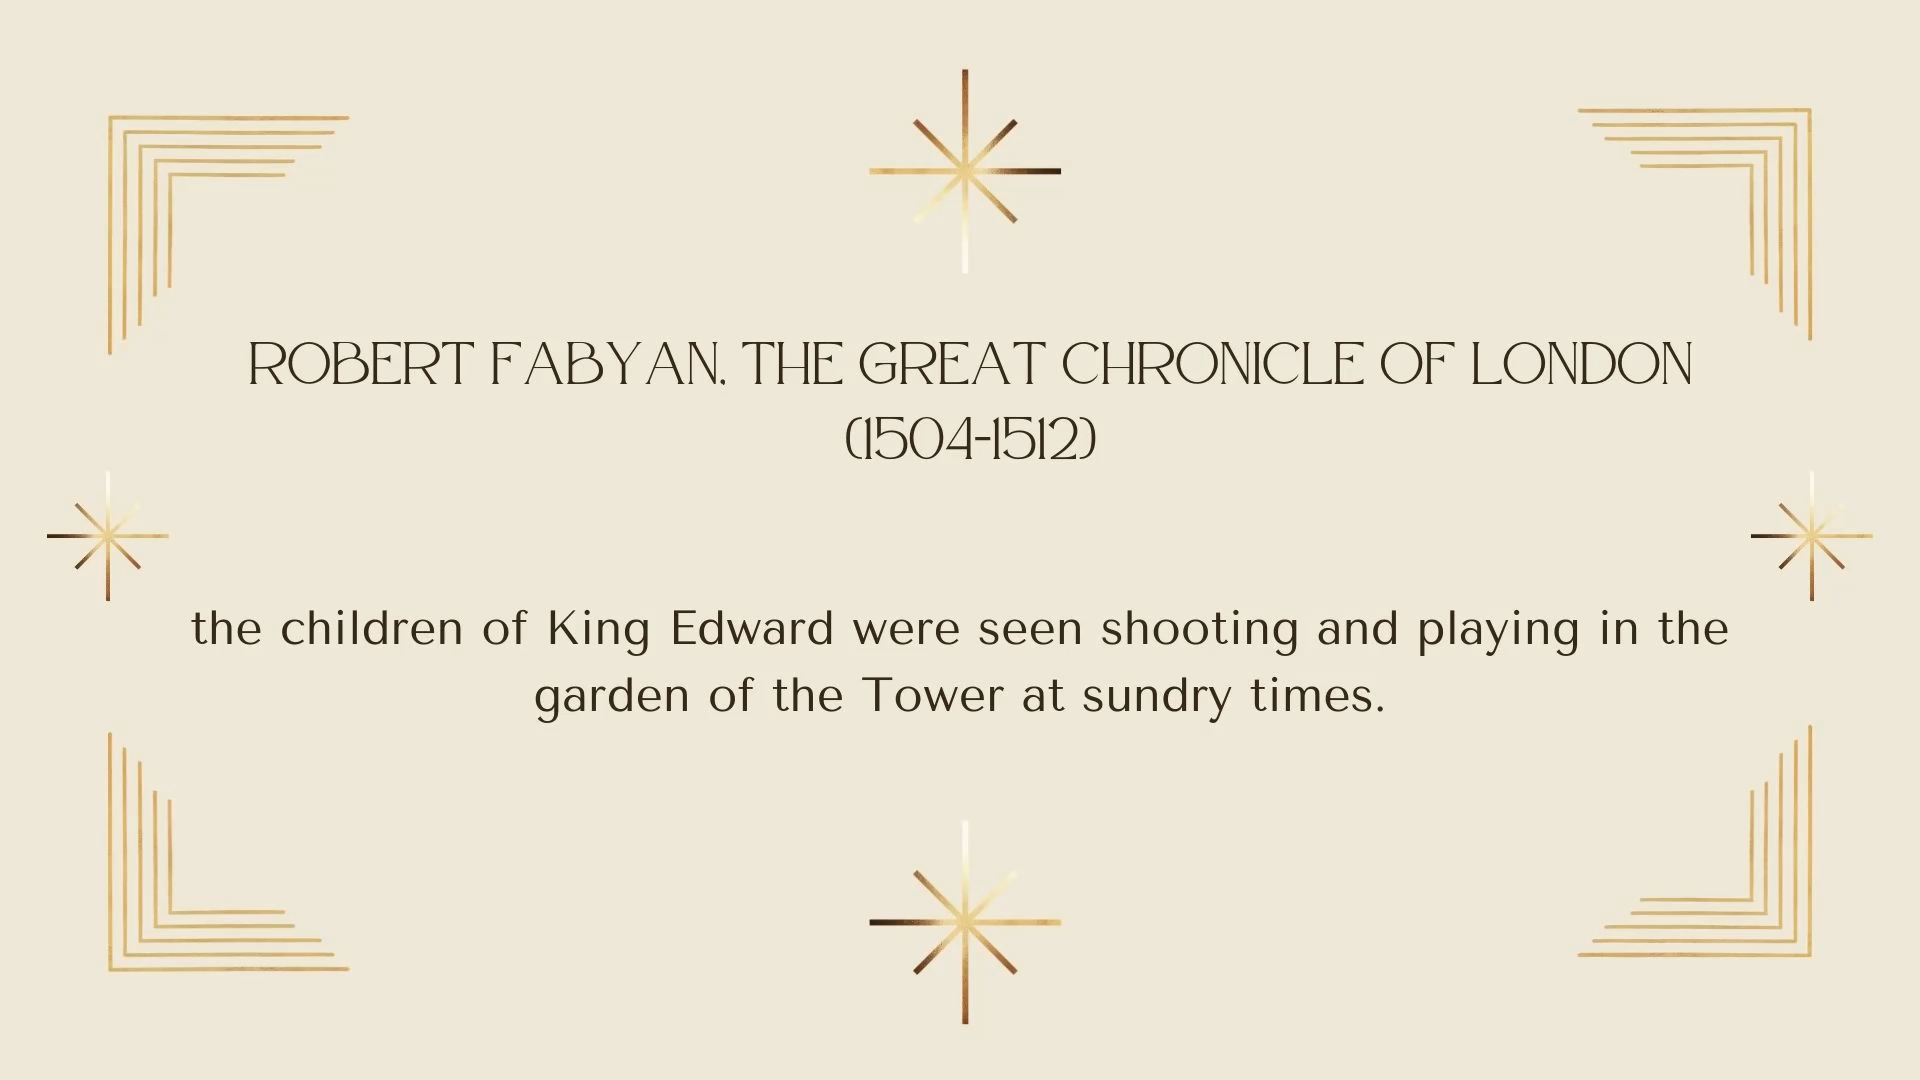 ROBERT FABYAN, THE GREAT CHRONICLE OF LONDON
(1504-1512)
the children of King Edward were seen shooting and playing in the
garden of the Tower at sundry times.